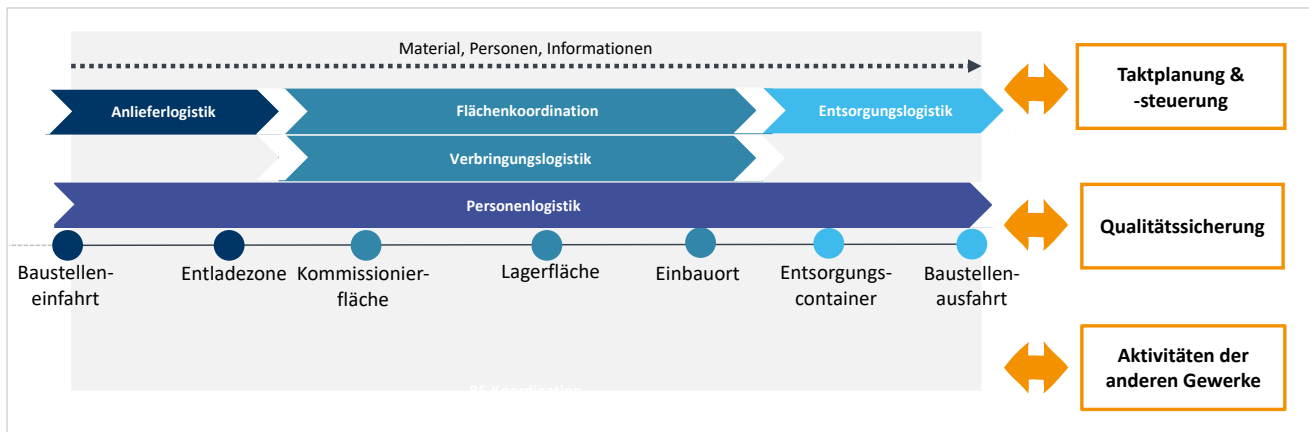 Material, Personen, Informationen
Anlieferlogistik
Flächenkoordination
Entsorgungslogistik
Verbringungslogistik
Personenlogistik
Baustellen-
einfahrt
Entladezone
Kommissionier-
fläche
Lagerfläche
Einbauort
Entsorgungs-
container
Baustellen-
ausfahrt
Taktplanung &
-steuerung
Qualitätssicherung
Aktivitäten der
anderen Gewerke